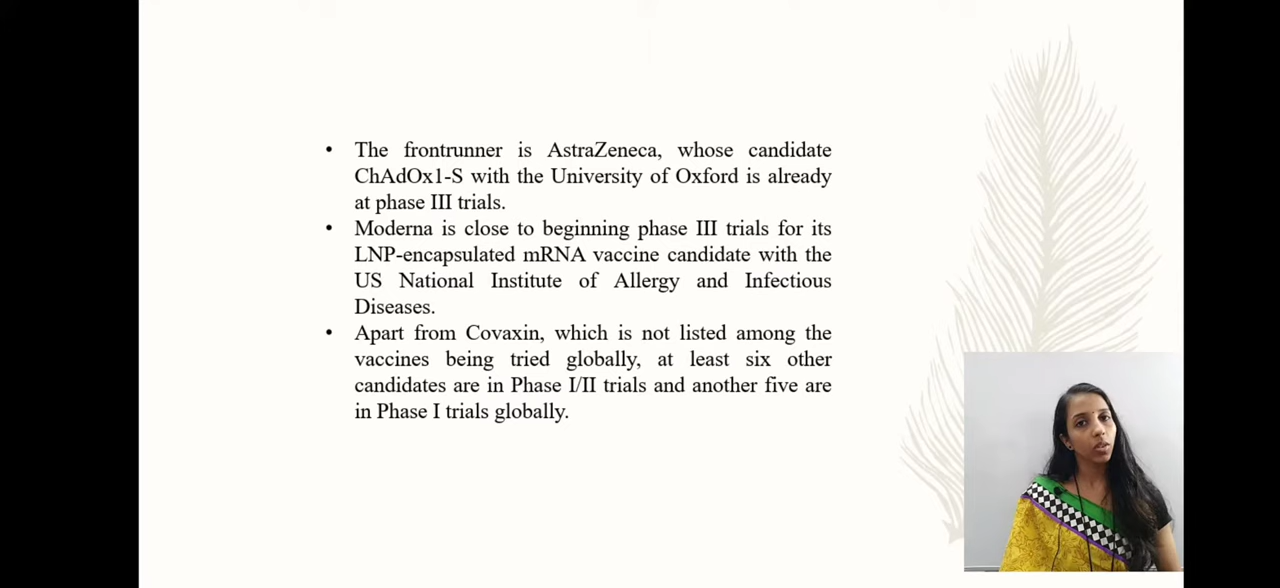 • The frontrunner is AstraZeneca, whose candidate
ChAdOx1-S with the University of Oxford is already
at phase III trials.
• Moderna is close to beginning phase III trials for its
LNP-encapsulated mRNA vaccine candidate with the
US National Institute of Allergy and Infectious
Diseases.
• Apart from Covaxin, which is not listed among the
vaccines being tried globally, at least six other
candidates are in Phase I/II trials and another five are
in Phase I trials globally.